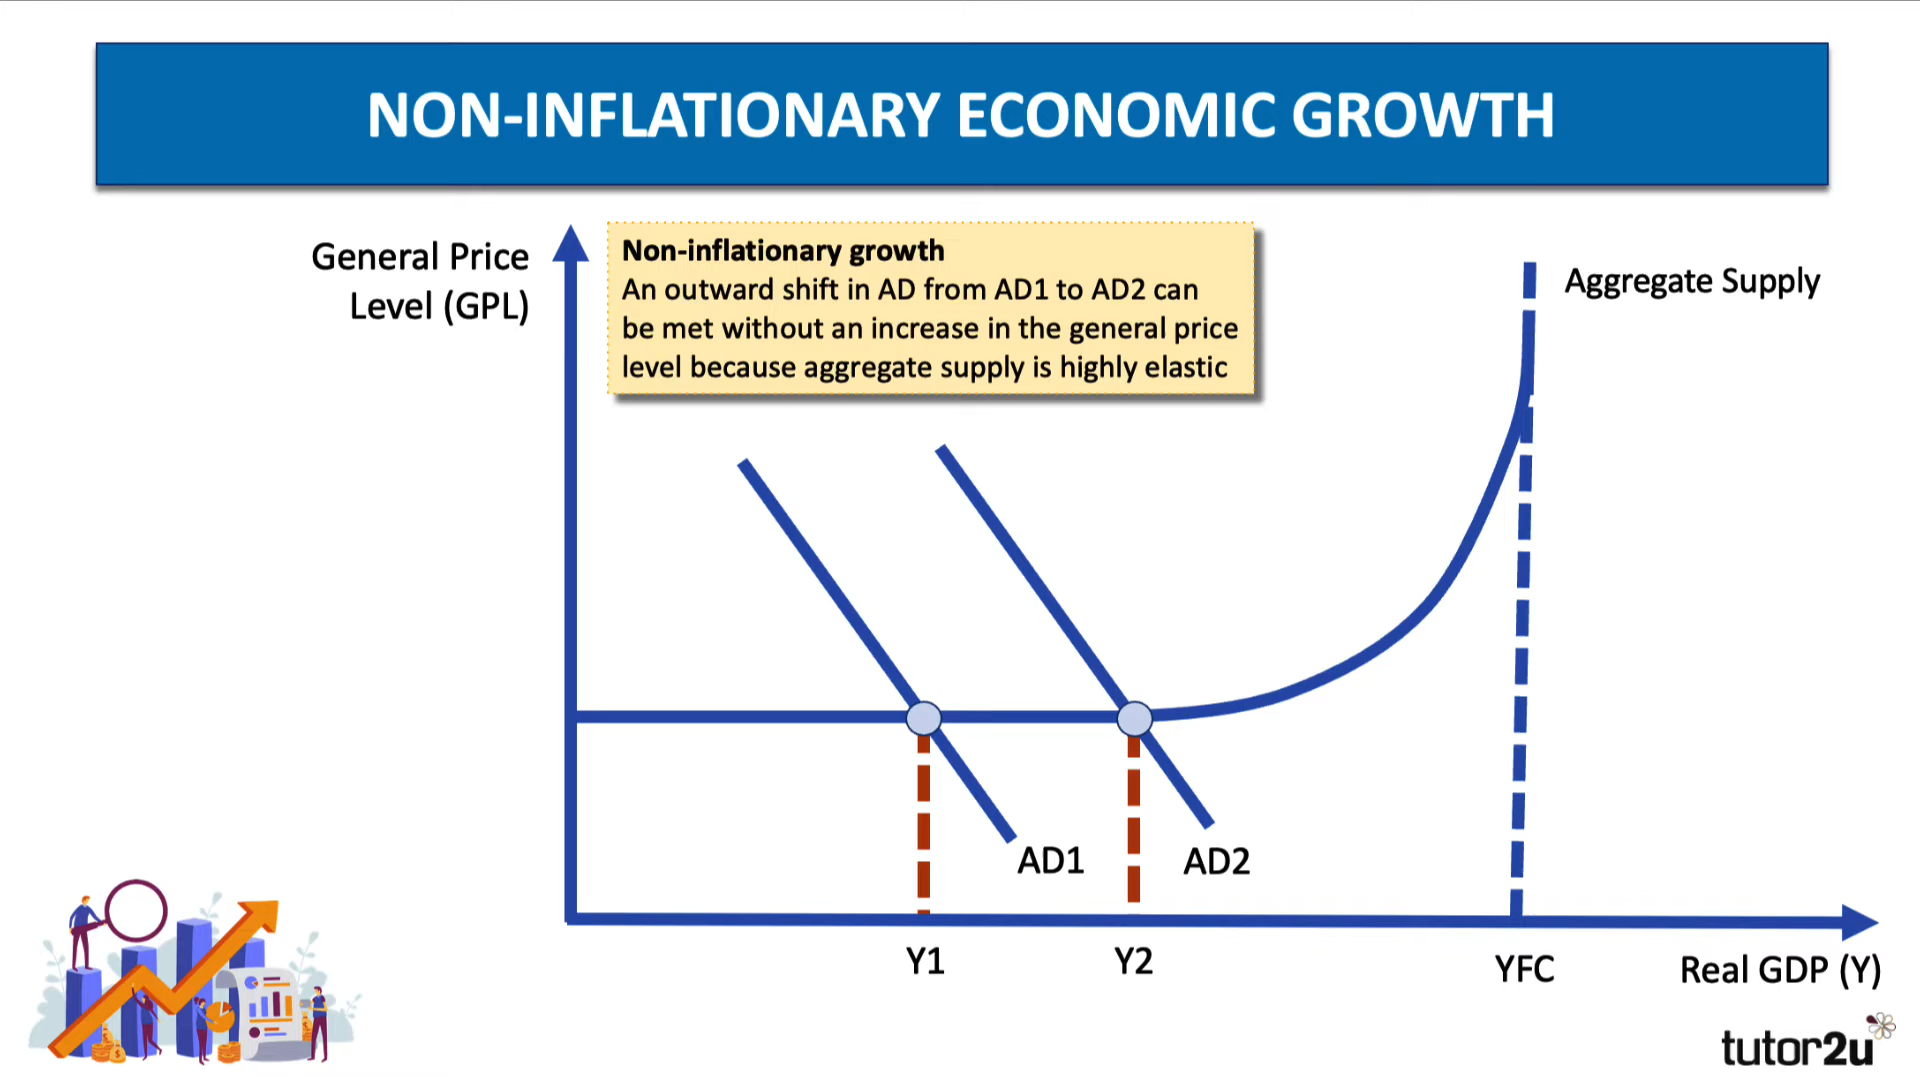 NON-INFLATIONARY ECONOMIC GROWTH
General Price
Level (GPL)
Non-inflationary growth
An outward shift in AD from AD1 to AD2 can
be met without an increase in the general price
level because aggregate supply is highly elastic
Aggregate Supply
AD1
AD2
Y1
Y2
YFC
Real GDP (Y)
tutor2u